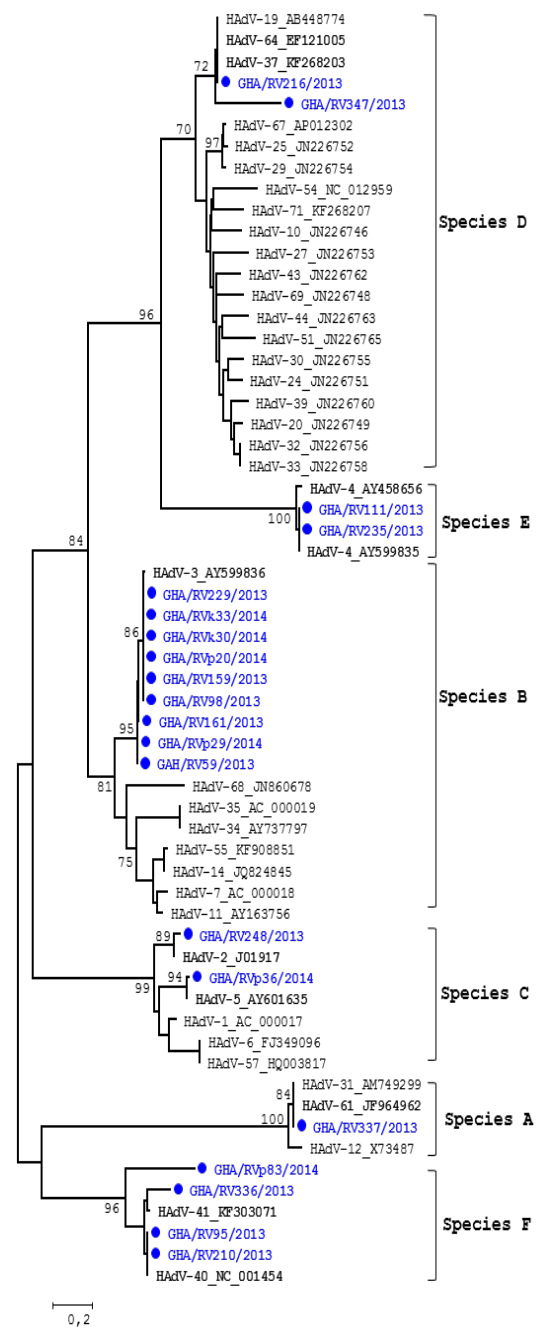 HAdV-19_AB448774
HAdV-64_EF121005
HAdV-37_KF268203
72
GHA/RV216/2013
GHA/RV347/2013
70
HAdV-67_AP012302
97
HAdV-25_JN226752
HAdV-29_JN226754
HAdV-54_NC_012959
HAdV-71_KF268207
Species D
HAdV-10_JN226746
HAdV-27_JN226753
HAdV-43_JN226762
HAdV-69_JN226748
96
HAdV-44_JN226763
HAdV-51_JN226765
HAdV-30_JN226755
HAdV-24_JN226751
HAdV-39_JN226760
HAdV-20_JN226749
HAdV-32_JN226756
HAdV-33_JN226758
HAdV-4_AY458656
GHA/RV111/2013
100
Species E
GHA/RV235/2013
84
HAdV-4_AY599835
HAdV-3_AY599836
GHA/RV229/2013
GHA/RVk33/2014
86
GHA/RVk30/2014
GHA/RVp20/2014
GHA/RV159/2013
Species B
GHA/RV98/2013
GHA/RV161/2013
95
GHA/RVp29/2014
GAH/RV59/2013
81
HAdV-68_JN860678
HAdV-35_AC_000019
HAdV-34_AY737797
HAdV-55_KF908851
75
HAdV-14_JQ824845
HAdV-7_AC_000018
HAdV-11_AY163756
89
GHA/RV248/2013
HAdV-2_J01917
94
GHA/RVp36/2014
99
Species C
HAdV-5_AY601635
HAdV-1_AC_000017
HAdV-6_FJ349096
HAdV-57_HQ003817
HAdV-31_AM749299
84
HAdV-61_JF964962
100
Species A
GHA/RV337/2013
HAdV-12_X73487
GHA/RVp83/2014
GHA/RV336/2013
96
HAdV-41_KF303071
Species F
GHA/RV95/2013
GHA/RV210/2013
HAdV-40_NC_001454
0,2